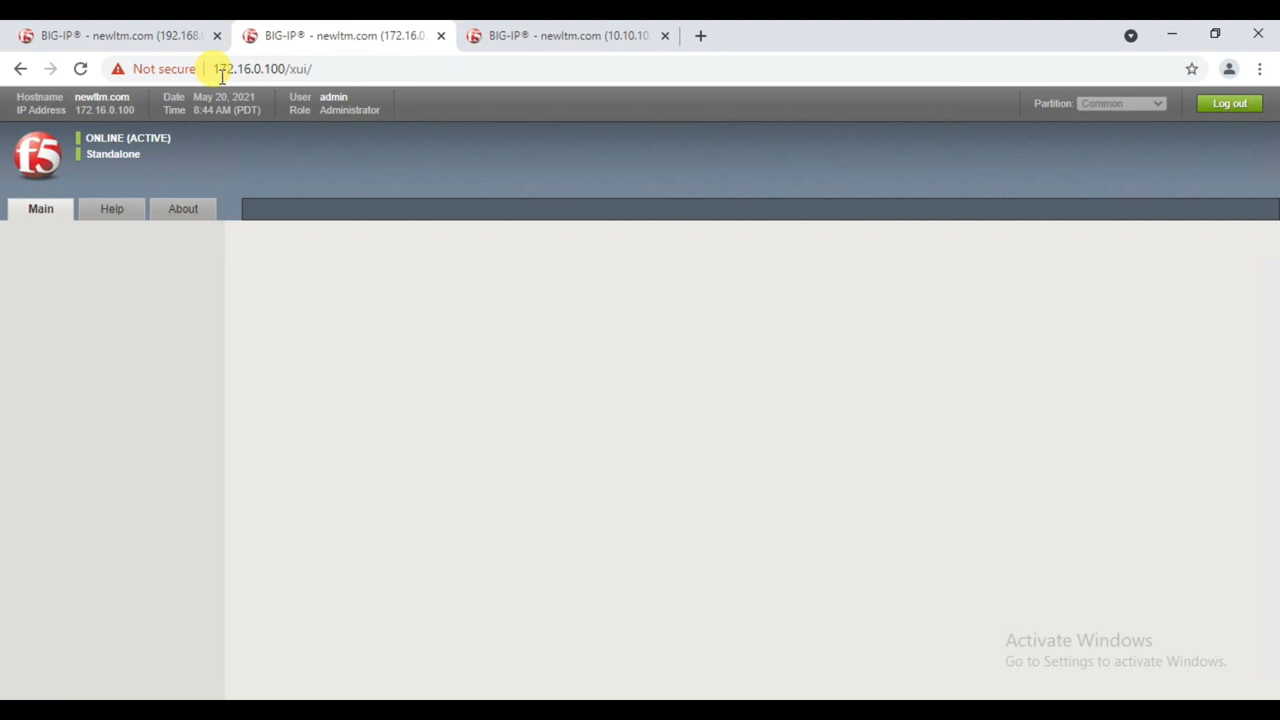 BIG-IP® - newltm.com (192.168.
BIG-IP® - newltm.com (172.16.0.
BIG-IP® - newltm.com (10.10.10.
Not secure 172.16.0.100/xui/
Hostname newltm.com Date May 20, 2021 User admin
IP Address 172.16.0.100 Time 8:44 AM (PDT) Role Administrator
Partition: Common Log out
f5
ONLINE (ACTIVE)
Standalone
Main Help About
Activate Windows
Go to Settings to activate Windows.